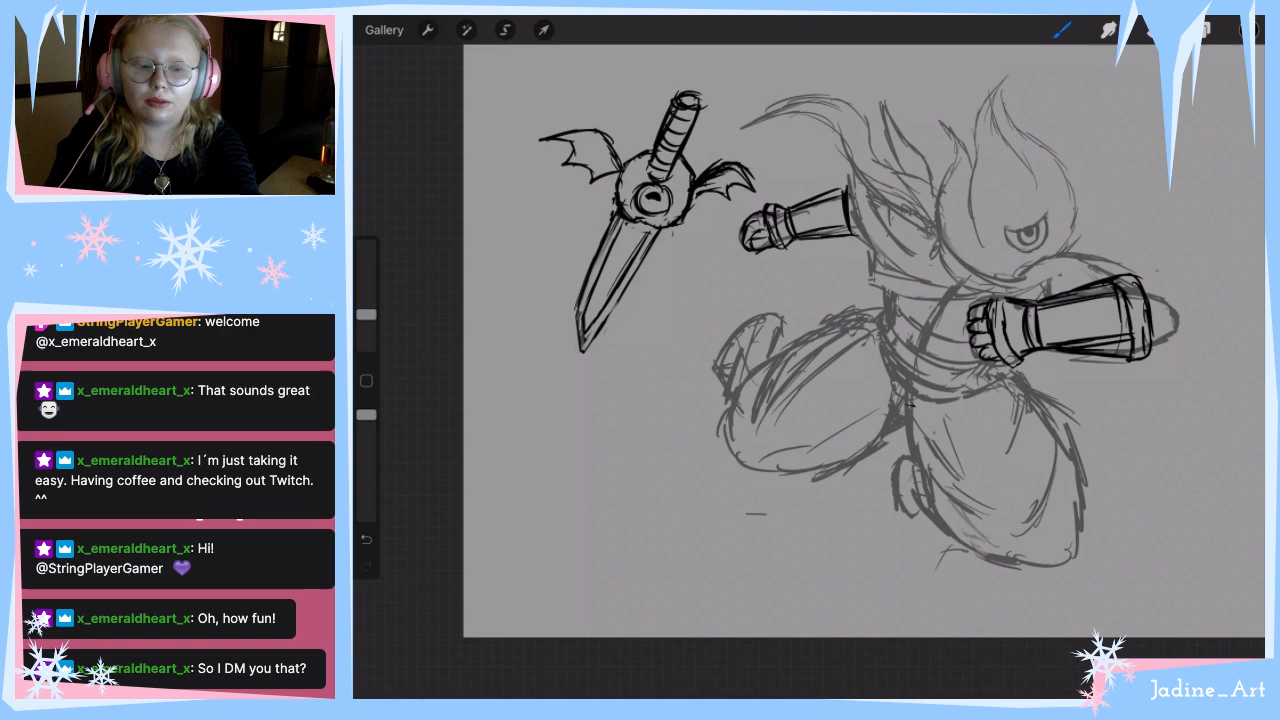 Gallery
StringPlayerGamer: welcome
@x_emeraldheart_x
x_emeraldheart_x: That sounds great
x_emeraldheart_x: I´m just taking it
easy. Having coffee and checking out Twitch.
^^
x_emeraldheart_x: Hi!
@StringPlayerGamer
x_emeraldheart_x: Oh, how fun!
x_emeraldheart_x: So I DM you that?
Jadine_Art